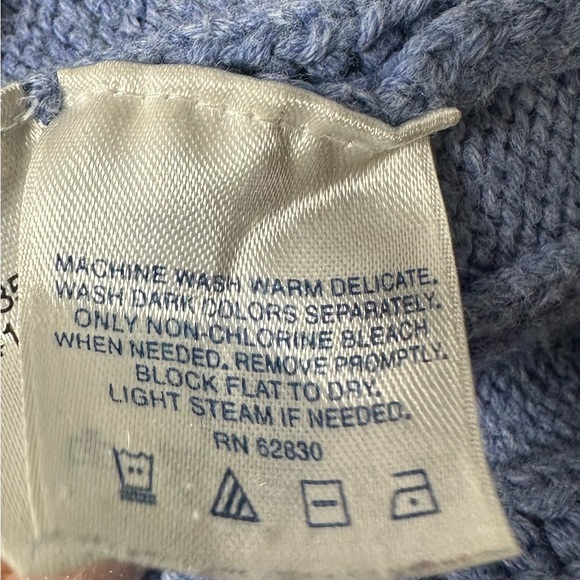 MACHINE WASH WARM DELICATE.
WASH DARK COLORS SEPARATELY.
ONLY NON-CHLORINE BLEACH
WHEN NEEDED. REMOVE PROMPTLY.
BLOCK FLAT TO DRY.
LIGHT STEAM IF NEEDED.
RN 62830